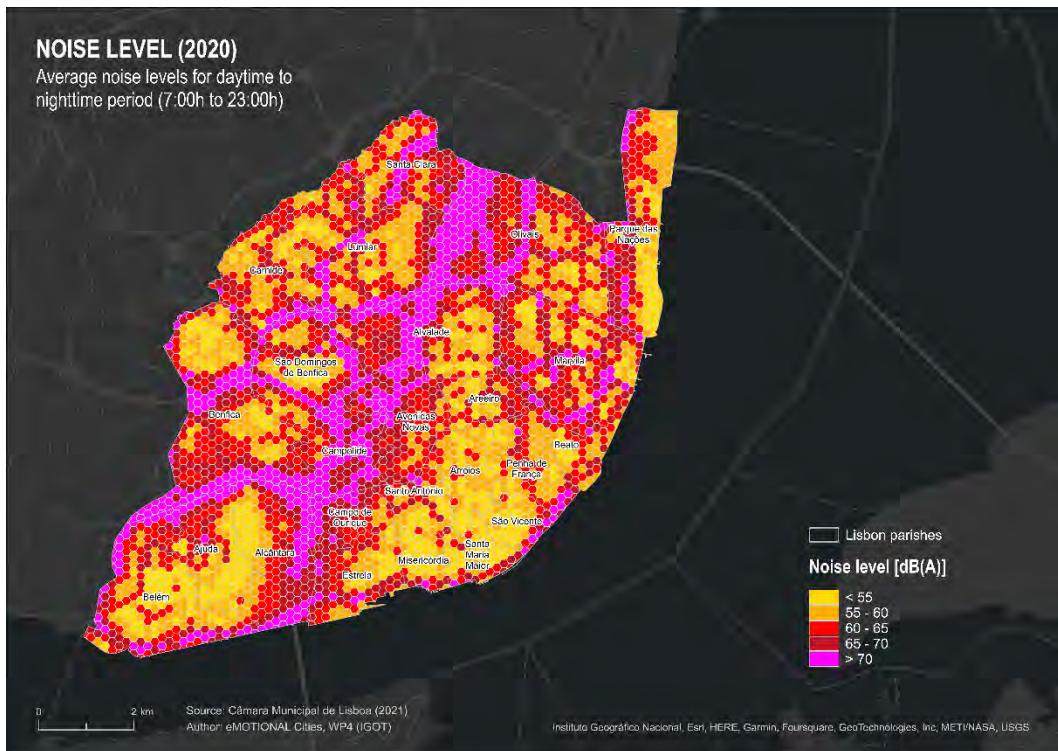 NOISE LEVEL (2020)
Average noise levels for daytime to
nighttime period (7:00h to 23:00h)
Santa Clara
Lumiar
Olivais
Parque das
Nações
Carnide
Alvalade
São Domingos
de Benfica
Marvila
Areeiro
Benfica
Avenidas
Novas
Beato
Campolide
Arroios
Penha de
França
Santo António
Campo de
Ourique
São Vicente
Ajuda
Alcântara
Misericórdia
Santa
Maria
Maior
Estrela
Belém
Lisbon parishes
Noise level [dB(A)]
< 55
55 - 60
60 - 65
65 - 70
> 70
0 2 km
Source: Câmara Municipal de Lisboa (2021)
Author: eMOTIONAL Cities, WP4 (IGOT)
Instituto Geográfico Nacional, Esri, HERE, Garmin, Foursquare, GeoTechnologies, Inc, METI/NASA, USGS